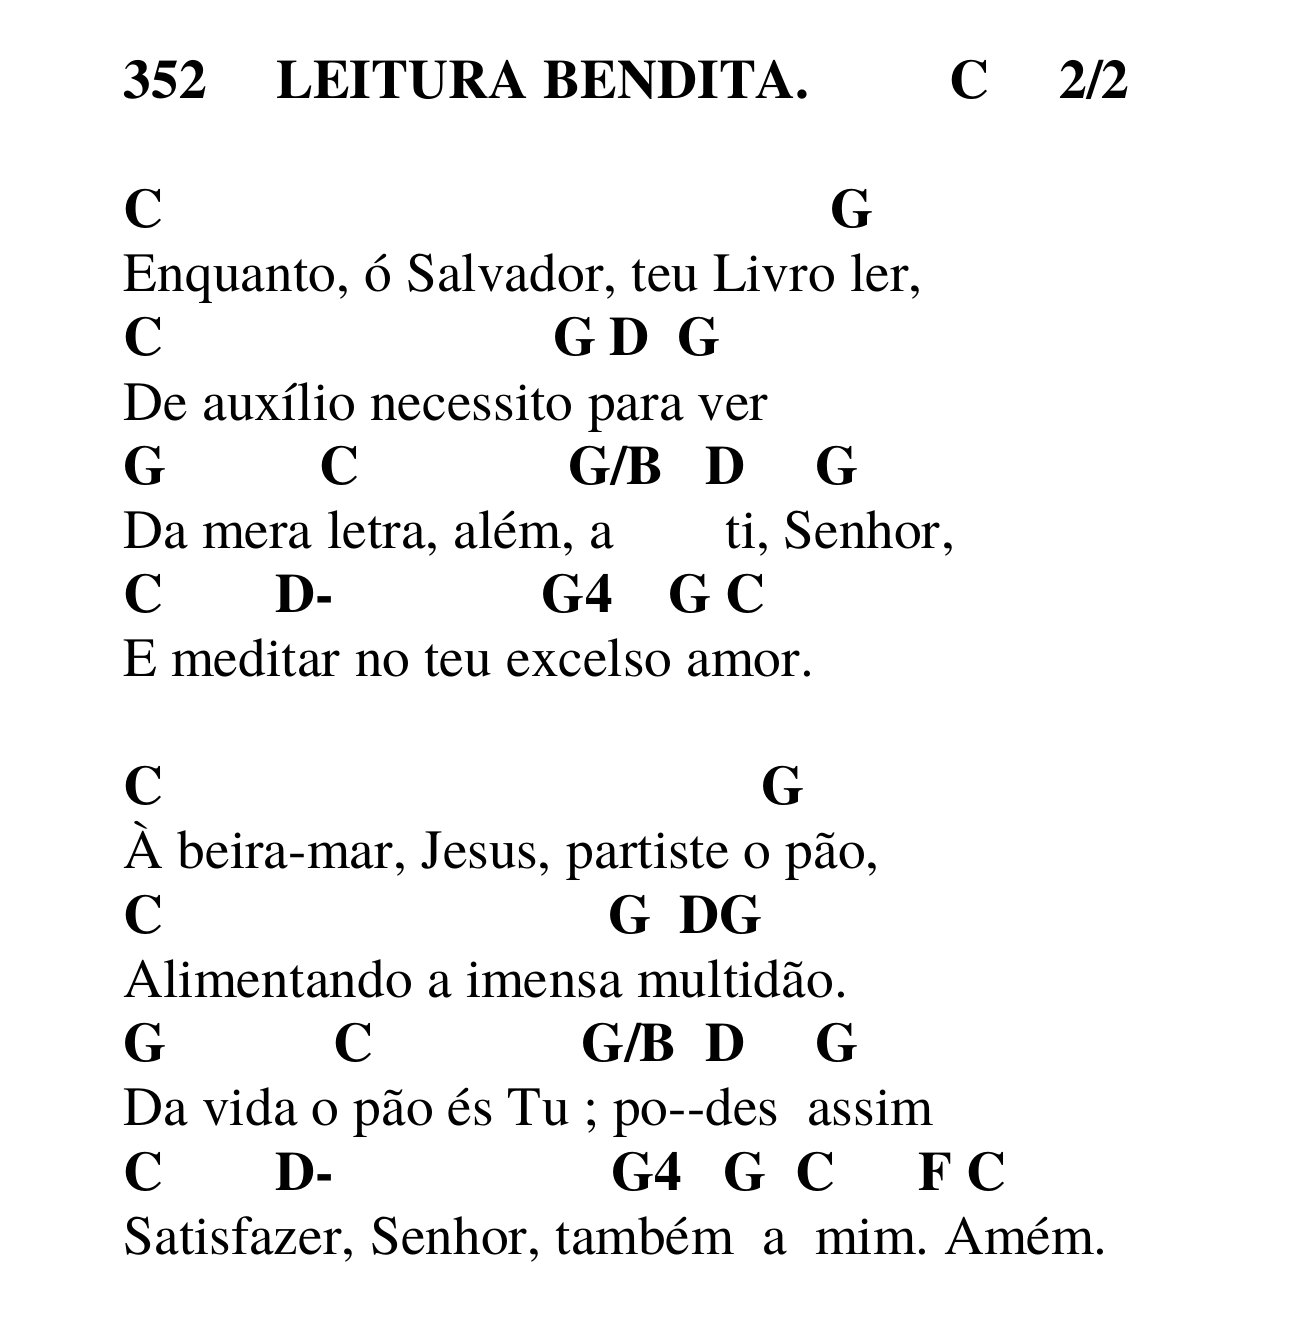 352 LEITURA BENDITA. C 2/2
C G
Enquanto, ó Salvador, teu Livro ler,
C G D G
De auxílio necessito para ver
G C G/B D G
Da mera letra, além, a ti, Senhor,
C D- G4 G C
E meditar no teu excelso amor.
C G
À beira-mar, Jesus, partiste o pão,
C G DG
Alimentando a imensa multidão.
G C G/B D G
Da vida o pão és Tu ; po--des assim
C D- G4 G C F C
Satisfazer, Senhor, também a mim. Amém.